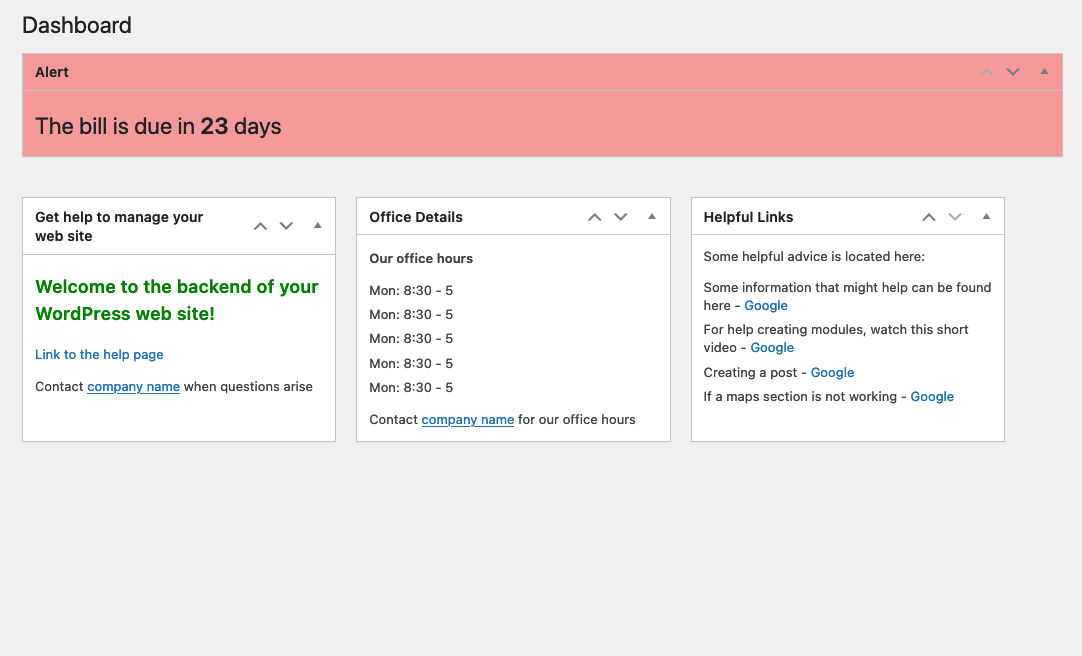 Dashboard
Alert
The bill is due in 23 days
Get help to manage your
web site
Welcome to the backend of your
WordPress web site!
Link to the help page
Contact company name when questions arise
Office Details
Our office hours
Mon: 8:30 - 5
Mon: 8:30 - 5
Mon: 8:30 - 5
Mon: 8:30 - 5
Mon: 8:30 - 5
Contact company name for our office hours
Helpful Links
Some helpful advice is located here:
Some information that might help can be found
here - Google
For help creating modules, watch this short
video - Google
Creating a post - Google
If a maps section is not working - Google